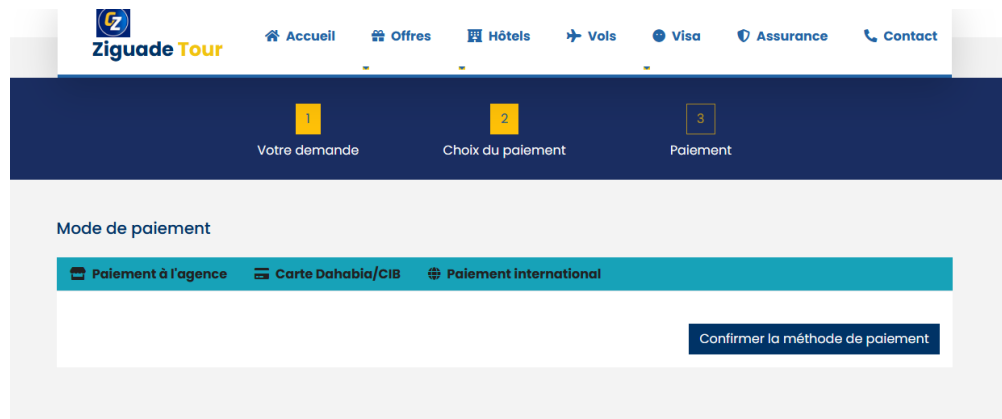 GZ
Ziguade Tour
Accueil
Offres
Hôtels
Vols
Visa
Assurance
Contact
1
2
3
Votre demande
Choix du paiement
Paiement
Mode de paiement
Paiement à l'agence
Carte Dahabia/CIB
Paiement international
Confirmer la méthode de paiement